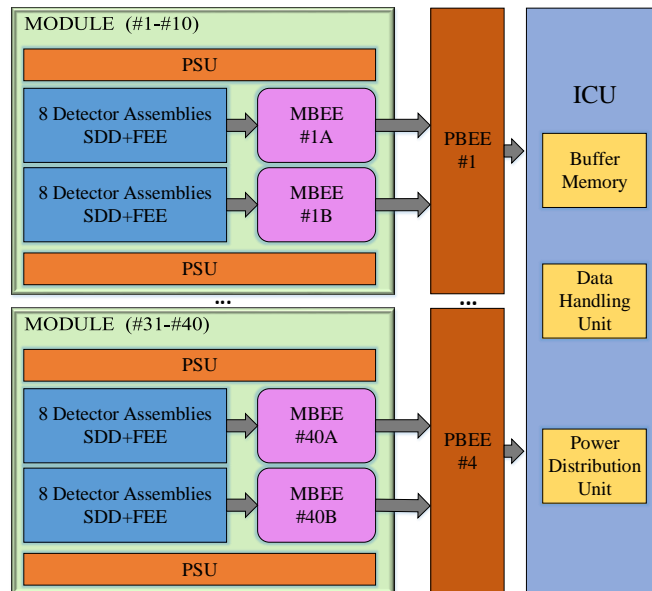 MODULE (#1-#10)
PSU
8 Detector Assemblies
SDD+FEE
MBEE
#1A
8 Detector Assemblies
SDD+FEE
MBEE
#1B
PSU
...
MODULE (#31-#40)
PSU
8 Detector Assemblies
SDD+FEE
MBEE
#40A
8 Detector Assemblies
SDD+FEE
MBEE
#40B
PSU
PBEE
#1
...
PBEE
#4
ICU
Buffer
Memory
Data
Handling
Unit
Power
Distribution
Unit